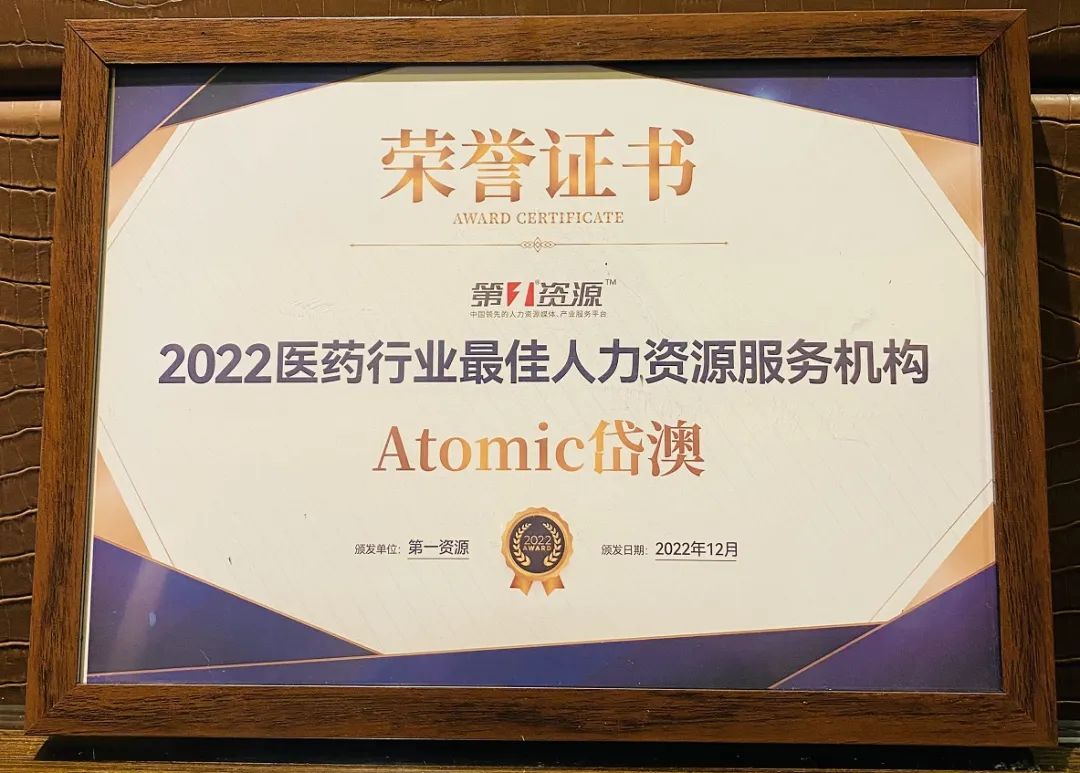 荣誉证书
AWARD CERTIFICATE
第1资源™
中国领先的人力资源媒体、产业服务平台
2022医药行业最佳人力资源服务机构
Atomic岱澳
颁发单位：第一资源
2022
AWARD
颁发日期：2022年12月